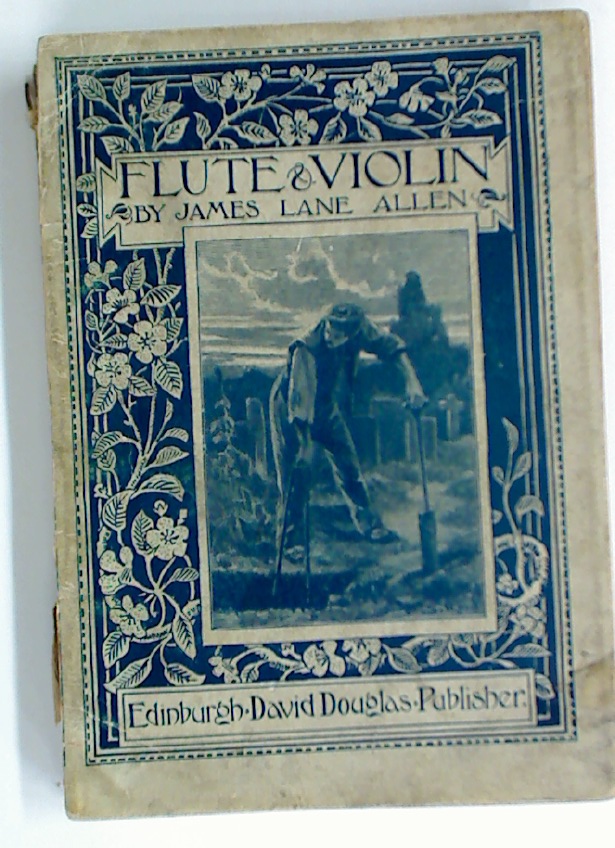 FLUTE & VIOLIN
BY JAMES LANE ALLEN
Edinburgh·David Douglas·Publisher.